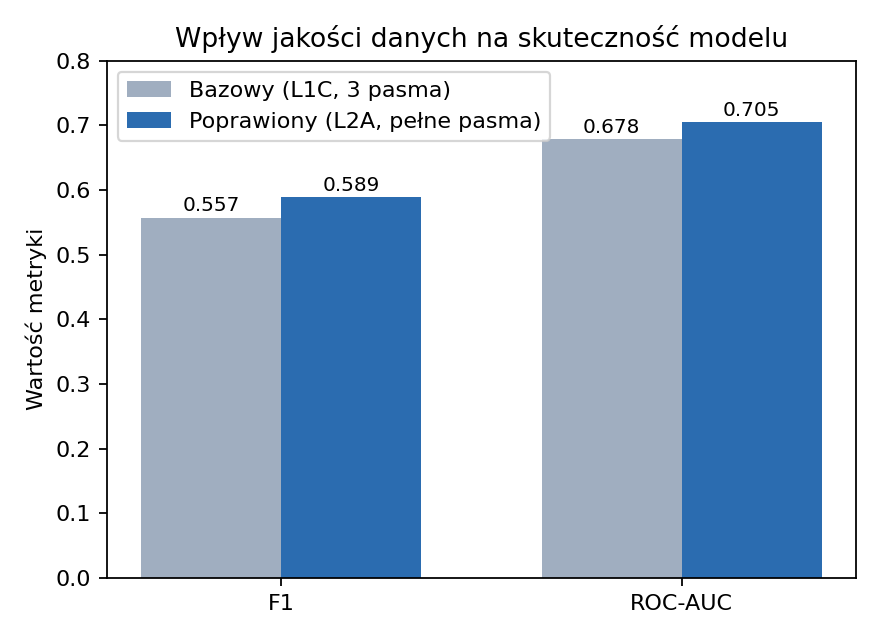 Wpływ jakości danych na skuteczność modelu
Bazowy (L1C, 3 pasma)
Poprawiony (L2A, pełne pasma)
Wartość metryki
0.8
0.7
0.6
0.5
0.4
0.3
0.2
0.1
0.0
0.557
0.589
0.678
0.705
F1
ROC-AUC